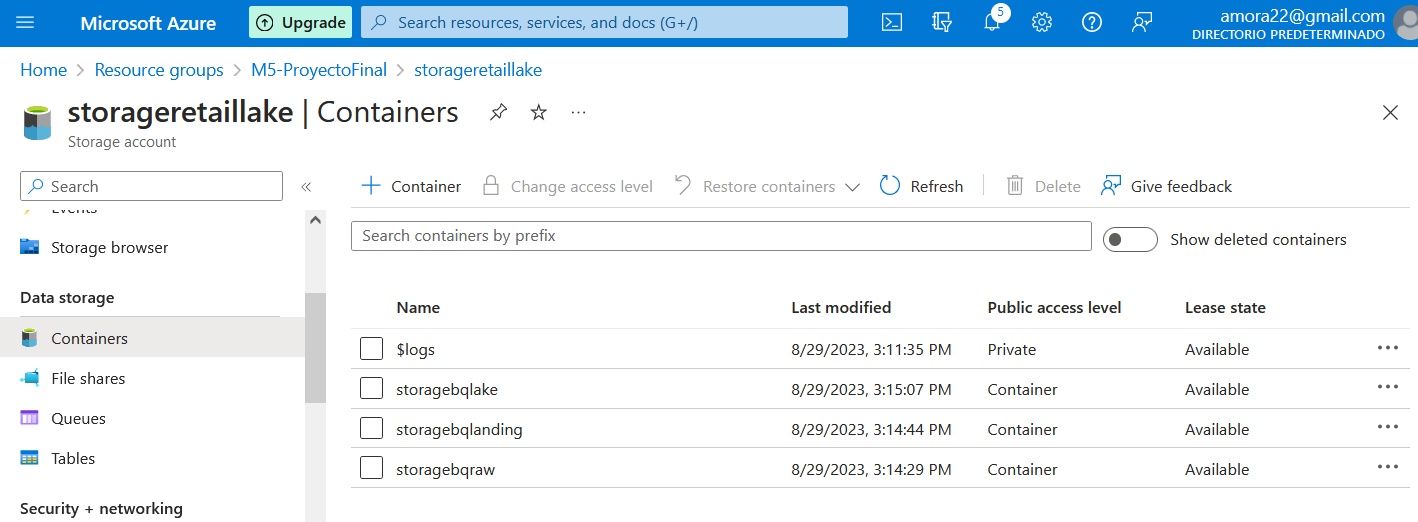 Microsoft Azure
Upgrade
Search resources, services, and docs (G+/)
5
amora22@gmail.com
DIRECTORIO PREDETERMINADO
Home > Resource groups > M5-ProyectoFinal > storageretaillake
storageretaillake | Containers
Storage account
Search
Container
Change access level
Restore containers
Refresh
Delete
Give feedback
Events
Storage browser
Data storage
Containers
File shares
Queues
Tables
Security + networking
Search containers by prefix
Show deleted containers
Name Last modified Public access level Lease state
$logs 8/29/2023, 3:11:35 PM Private Available
storagebqlake 8/29/2023, 3:15:07 PM Container Available
storagebqlanding 8/29/2023, 3:14:44 PM Container Available
storagebqraw 8/29/2023, 3:14:29 PM Container Available